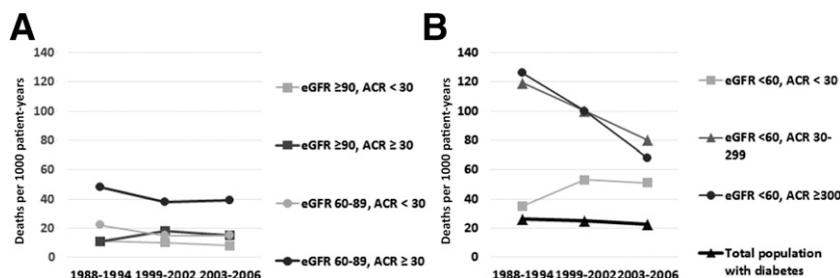 A
Deaths per 1000 patient-years
140
120
100
80
60
40
20
0
1988-1994 1999-2002 2003-2006
eGFR ≥90, ACR < 30
eGFR ≥90, ACR ≥ 30
eGFR 60-89, ACR < 30
eGFR 60-89, ACR ≥ 30
B
Deaths per 1000 patient-years
140
120
100
80
60
40
20
0
1988-1994 1999-2002 2003-2006
eGFR <60, ACR < 30
eGFR <60, ACR 30-
299
eGFR <60, ACR ≥300
Total population
with diabetes